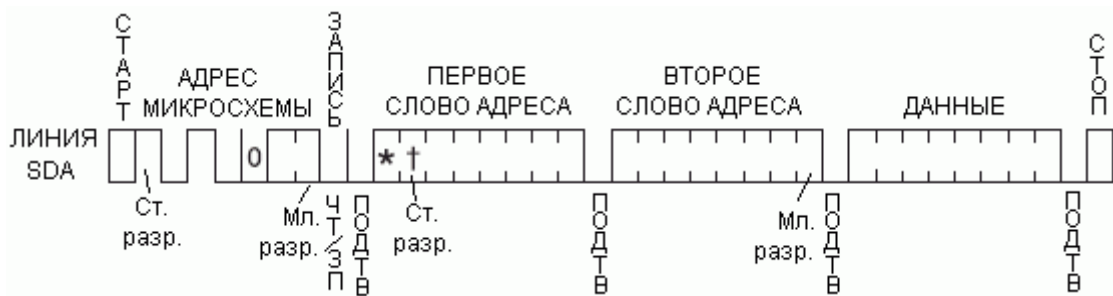 СТАРТ
АДРЕС
МИКРОСХЕМЫ
ЗАПИСЬ
ПЕРВОЕ
СЛОВО АДРЕСА
ВТОРОЕ
СЛОВО АДРЕСА
ДАННЫЕ
СТОП
ЛИНИЯ
SDA
0
* †
Ст.
разр.
Мл.
разр.
ЧТ/ЗП
ПОДТВ
Ст.
разр.
ПОДТВ
Мл.
разр.
ПОДТВ
ПОДТВ